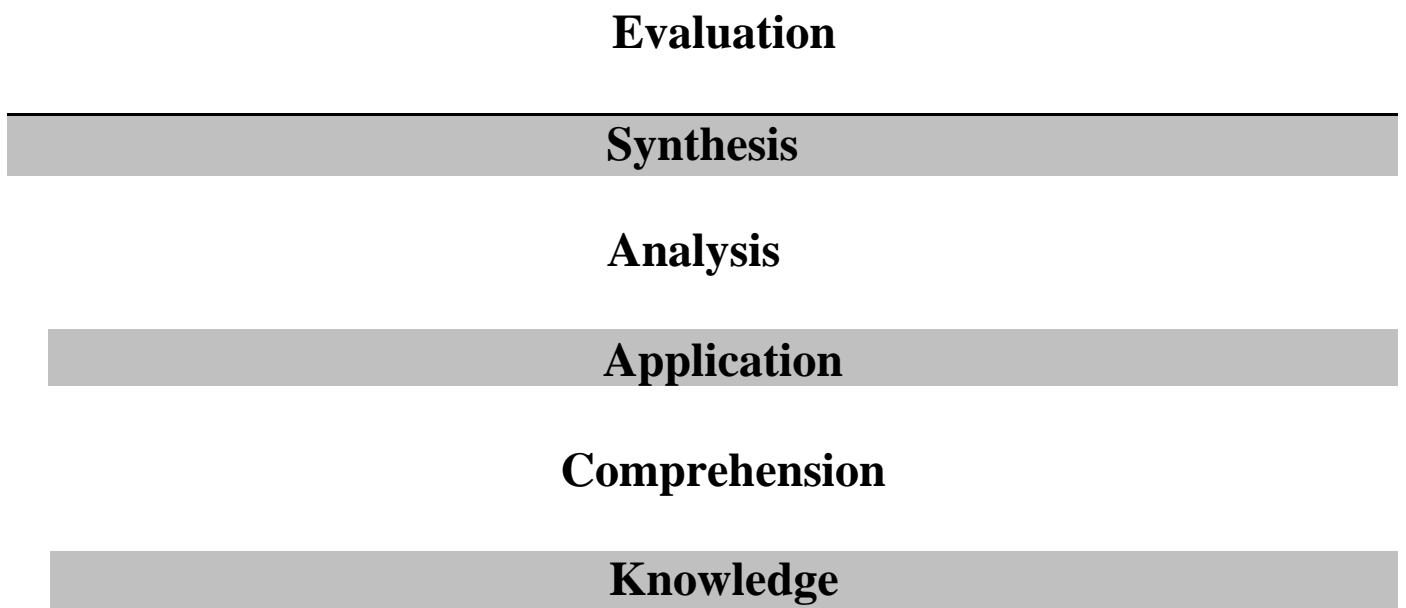 Evaluation
Synthesis
Analysis
Application
Comprehension
Knowledge